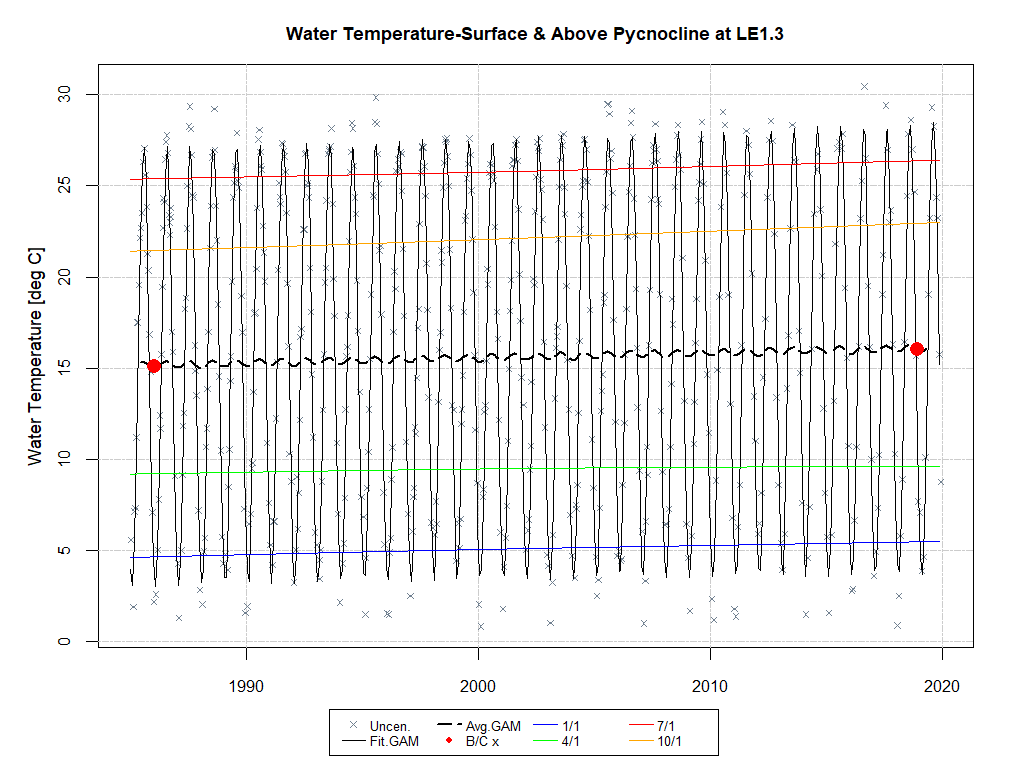 Water Temperature-Surface & Above Pycnocline at LE1.3
Water Temperature [deg C]
30
25
20
15
10
5
0
1990 2000 2010 2020
Uncen. Avg.GAM 1/1 7/1
Fit.GAM B/C x 4/1 10/1